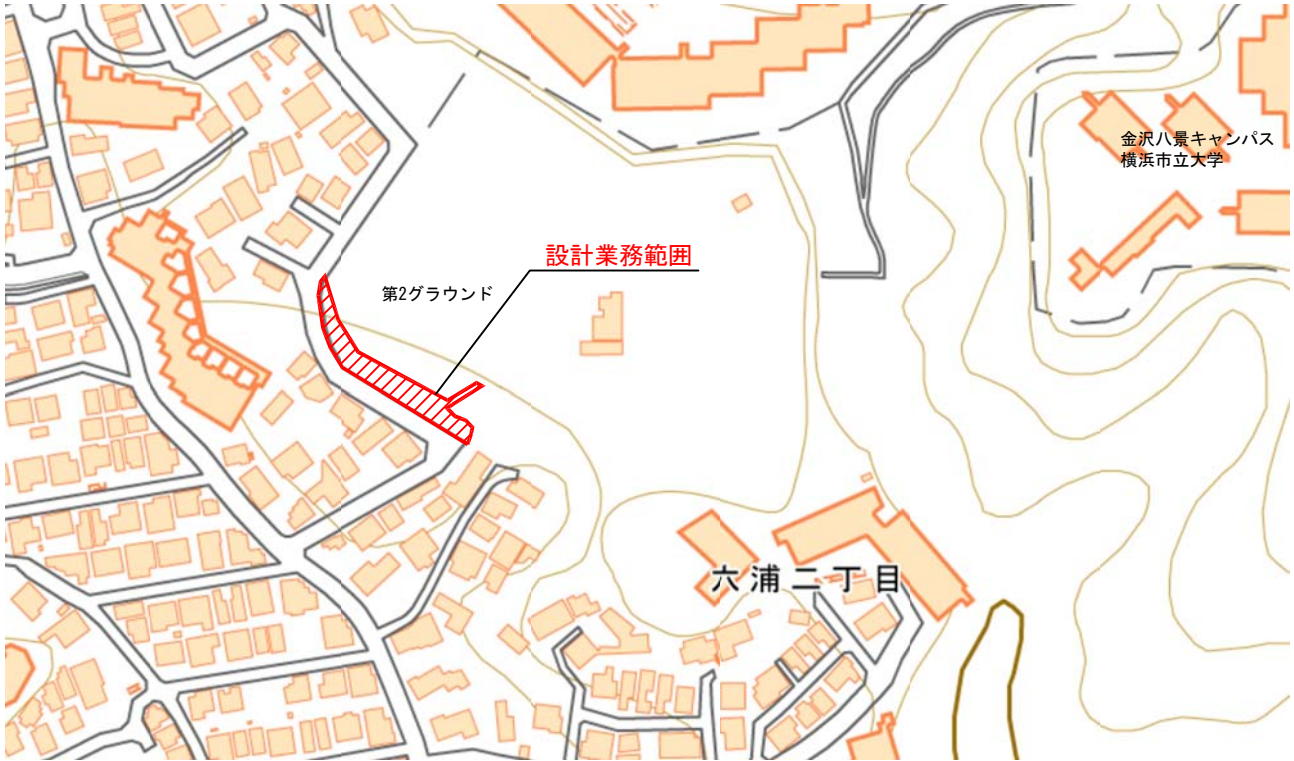 金沢八景キャンパス
横浜市立大学
設計業務範囲
第2グラウンド
六浦二丁目